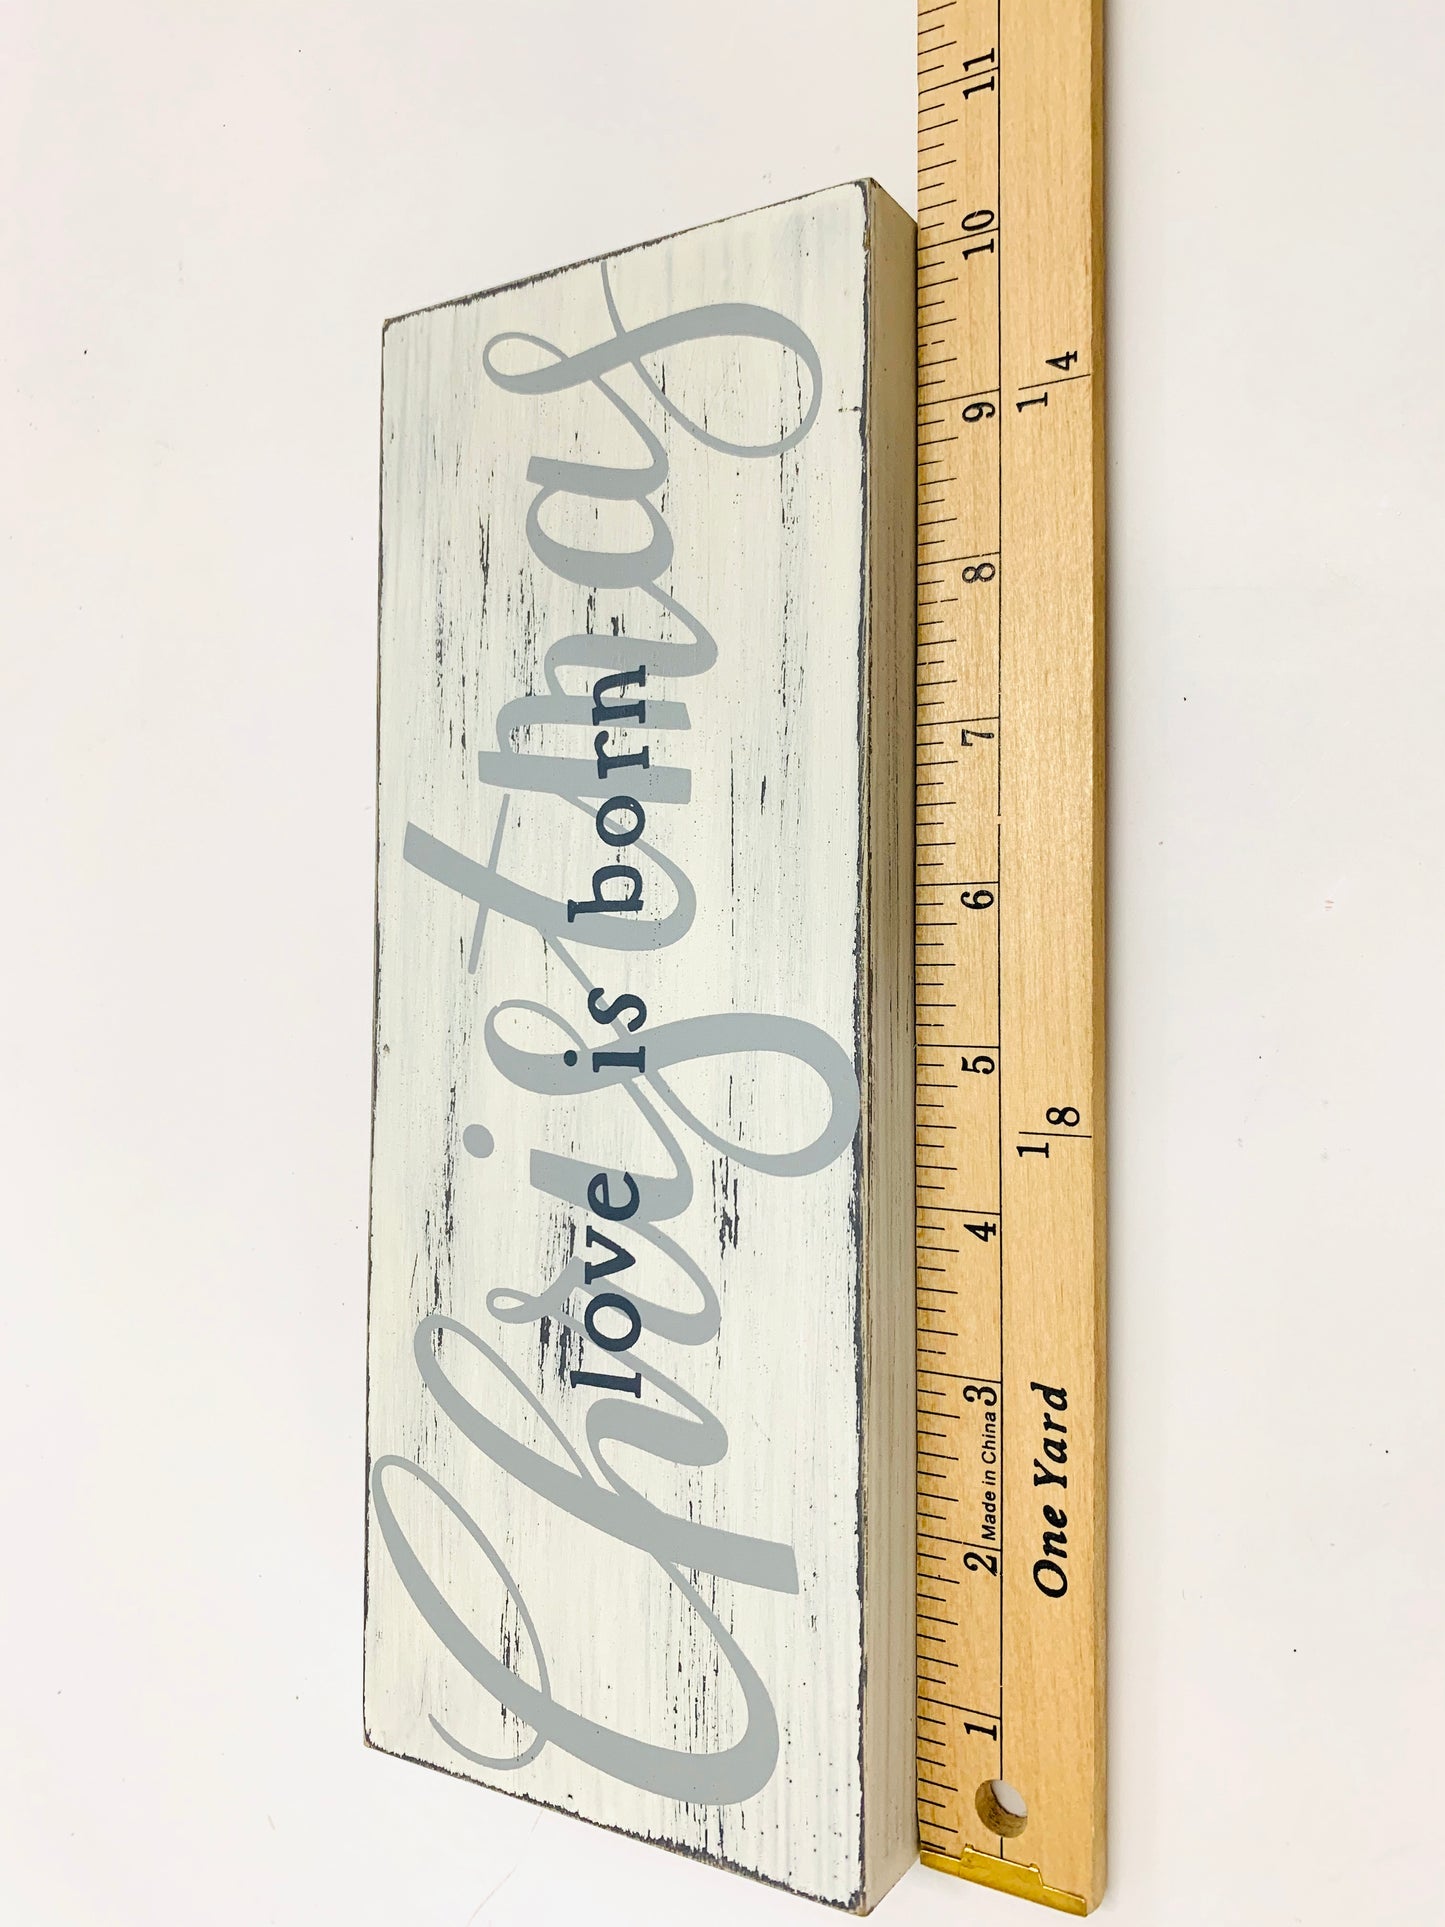 Christmas
love is born
1 2 3 4 5 6 7 8 9 10 11
Made in China
One Yard
1/8
1/4